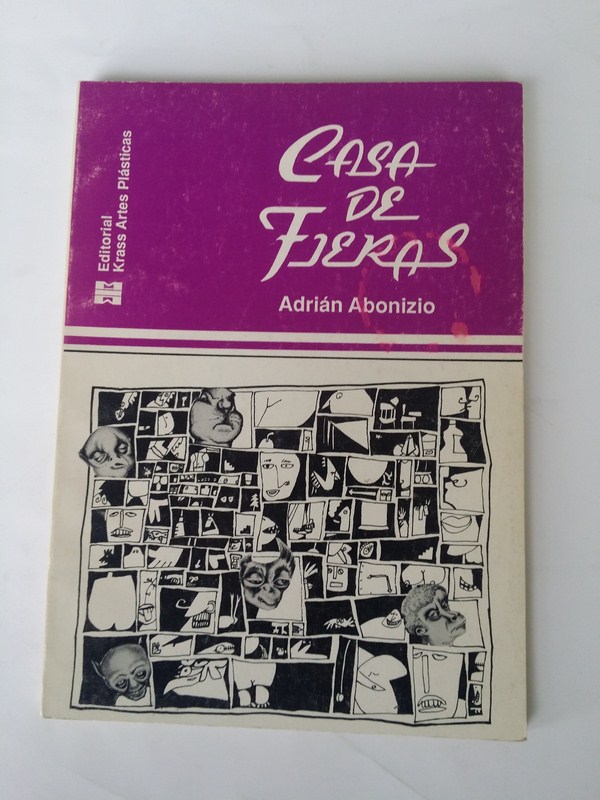 Editorial
Krass Artes Plásticas
CASA
DE
FIERAS
Adrián Abonizio